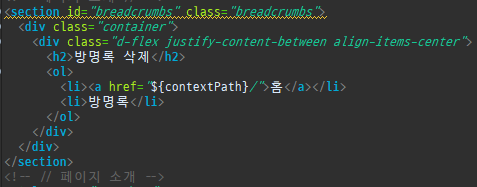 <section id="breadcrumbs" class="breadcrumbs">
<div class="container">
<div class="d-flex justify-content-between align-items-center">
<h2>방명록 삭제</h2>
<ol>
<li><a href="${contextPath}/">홈</a></li>
<li>방명록</li>
</ol>
</div>
</div>
</section>
<!-- // 페이지 소개 -->